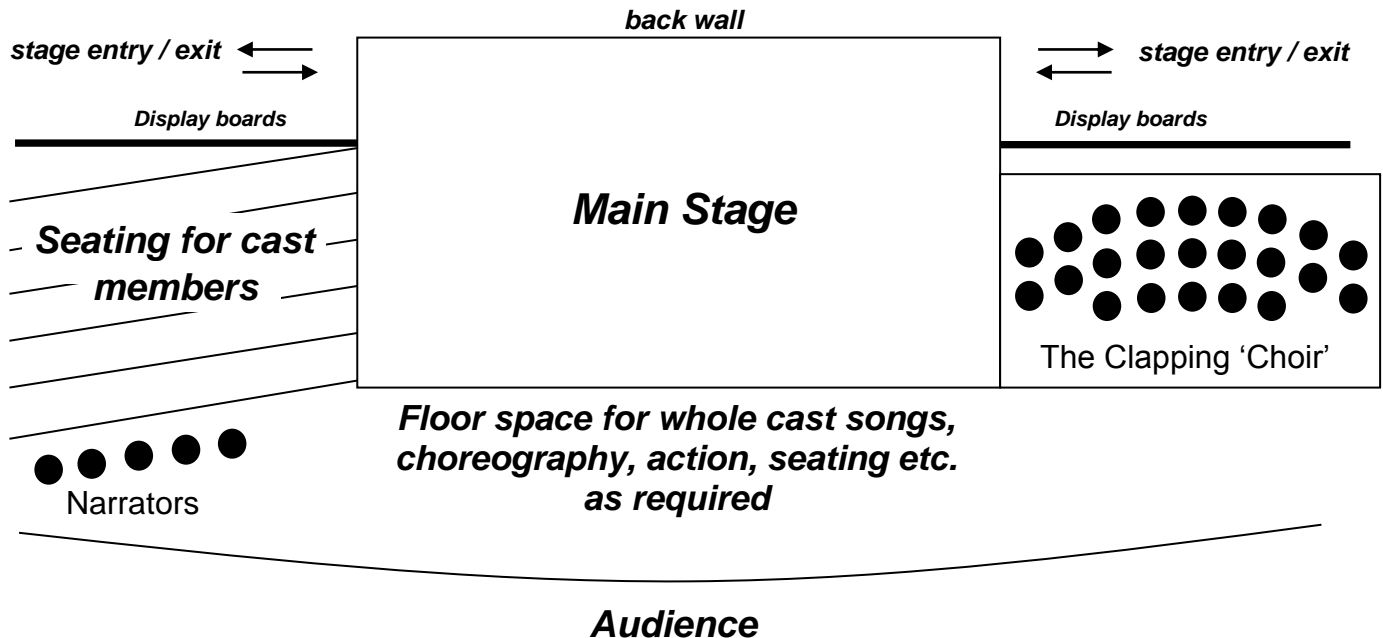 back wall
stage entry / exit
stage entry / exit
Display boards
Display boards
Main Stage
Seating for cast
members
The Clapping ‘Choir’
Floor space for whole cast songs,
choreography, action, seating etc.
as required
Narrators
Audience